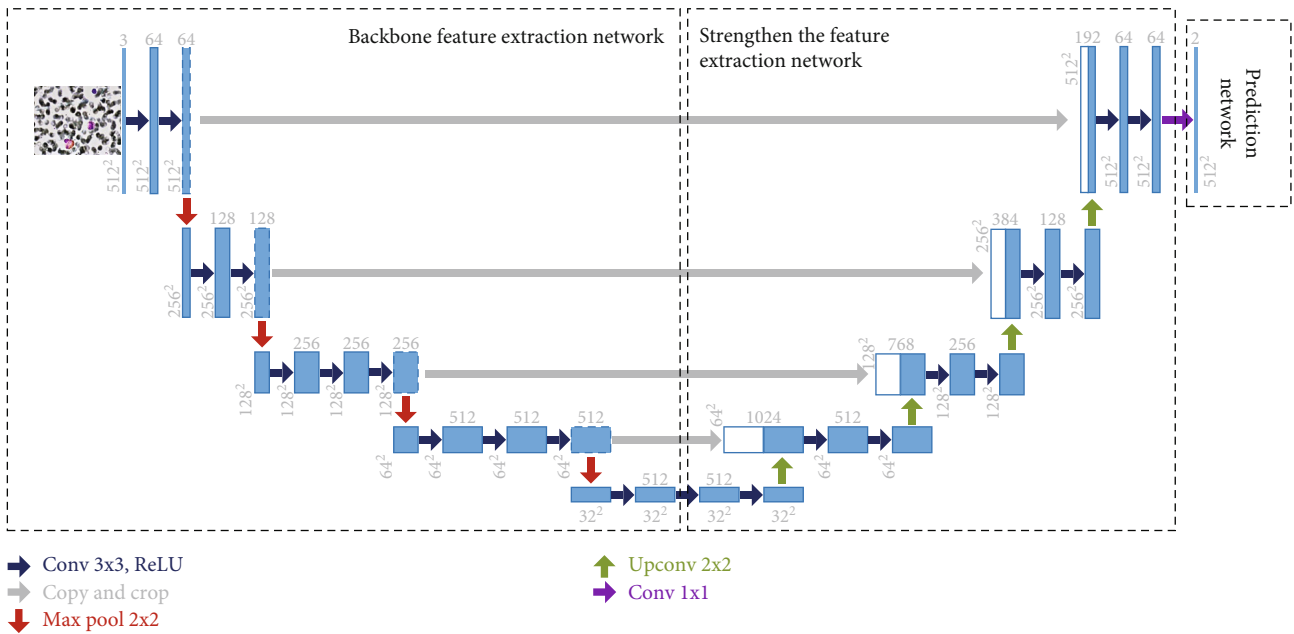 Backbone feature extraction network
Strengthen the feature
extraction network
Prediction
network
3 64 64
512² 512² 512²
192 64 64 2
512² 512² 512² 512²
128 128
256² 256² 256²
384 128
256² 256² 256²
256 256 256
128² 128² 128² 128²
768 256
128² 128² 128²
512 512 512
64² 64² 64² 64²
1024 512
64² 64² 64²
512 512
32² 32² 32² 32²
Conv 3x3, ReLU
Copy and crop
Max pool 2x2
Upconv 2x2
Conv 1x1